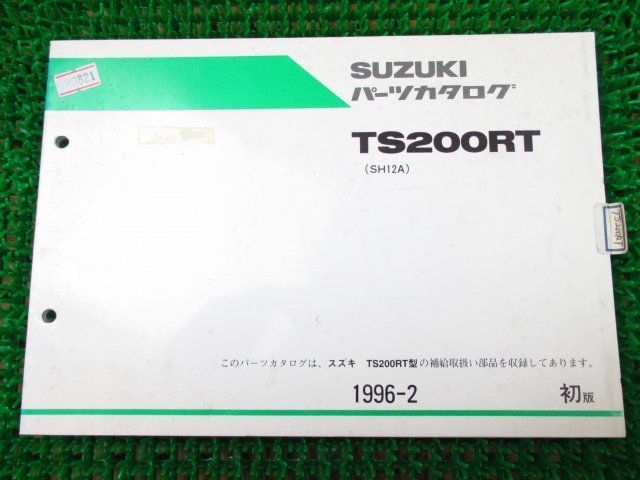 20821
SUZUKI
パーツカタログ
TS200RT
(SH12A)
TS200RT
このパーツカタログは、スズキ TS200RT型の補給取扱い部品を収録してあります。
1996-2 初版